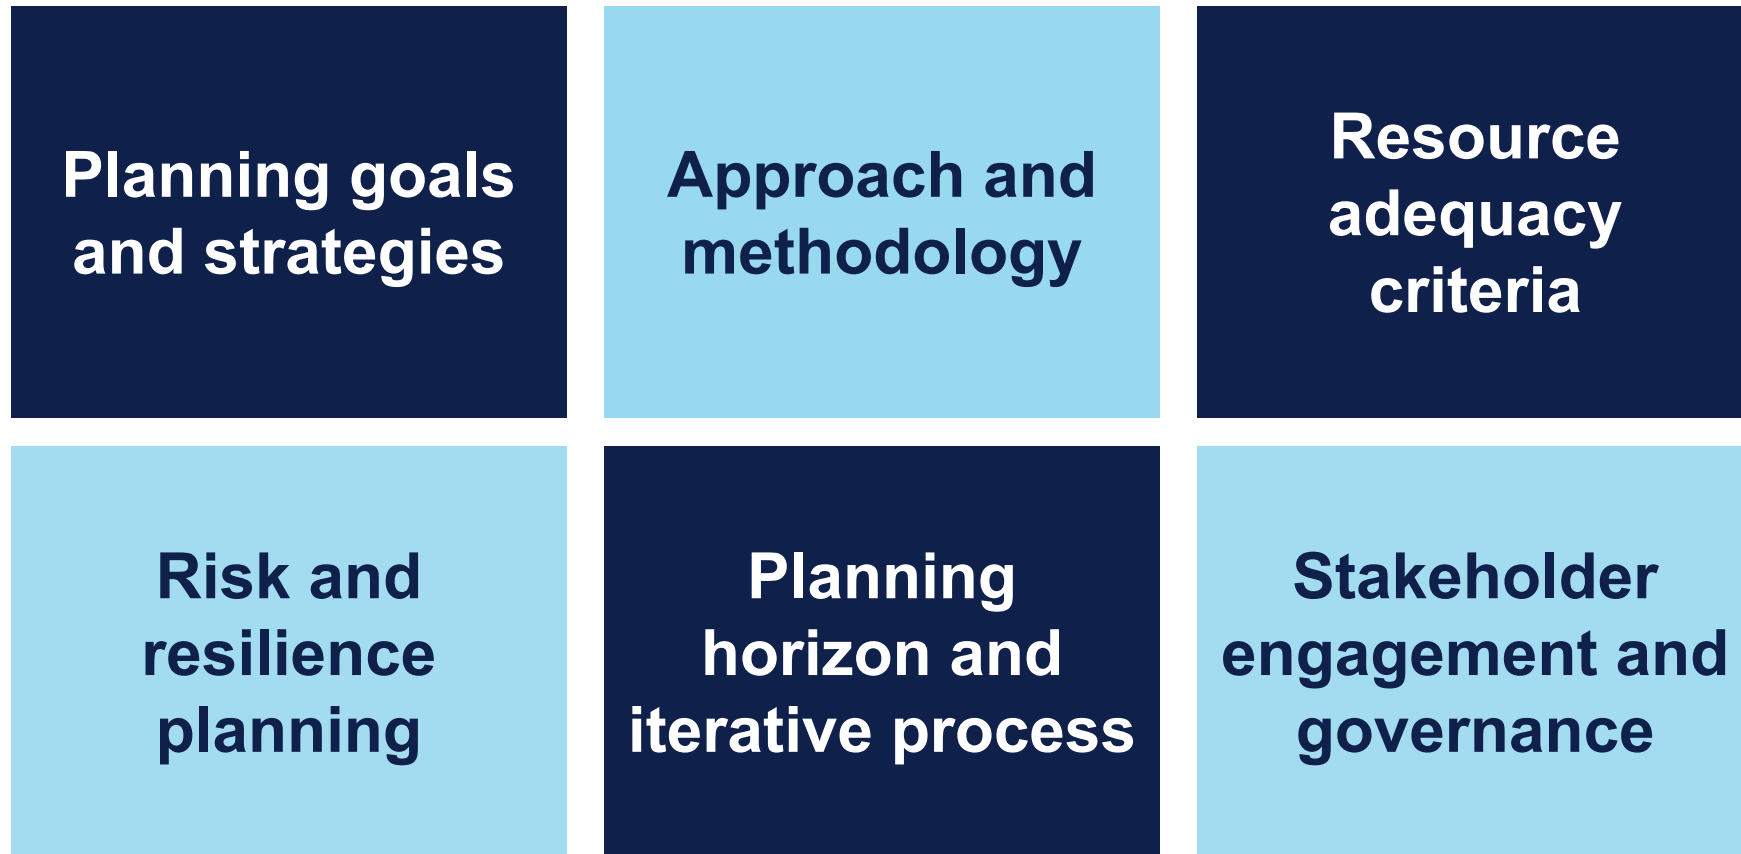 Planning goals
and strategies
Approach and
methodology
Resource
adequacy
criteria
Risk and
resilience
planning
Planning
horizon and
iterative process
Stakeholder
engagement and
governance